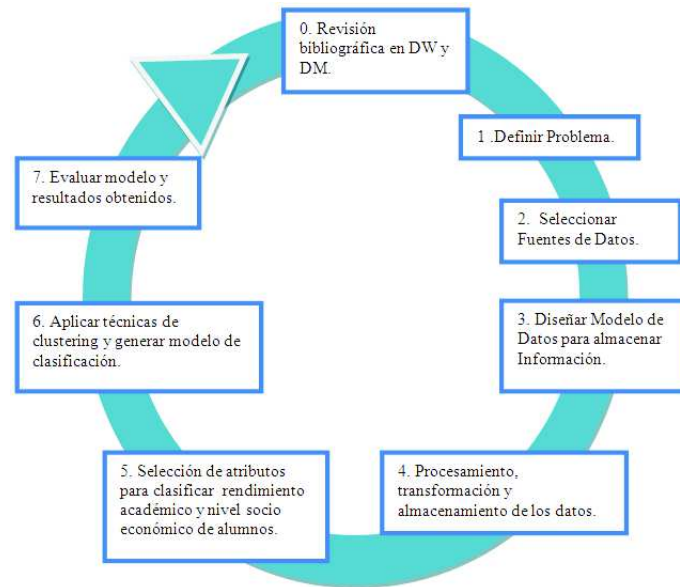 0. Revisión
bibliográfica en DW y
DM.
1 .Definir Problema.
2. Seleccionar
Fuentes de Datos.
3. Diseñar Modelo de
Datos para almacenar
Información.
4. Procesamiento,
transformación y
almacenamiento de los datos.
5. Selección de atributos
para clasificar rendimiento
académico y nivel socio
económico de alumnos.
6. Aplicar técnicas de
clustering y generar modelo de
clasificación.
7. Evaluar modelo y
resultados obtenidos.